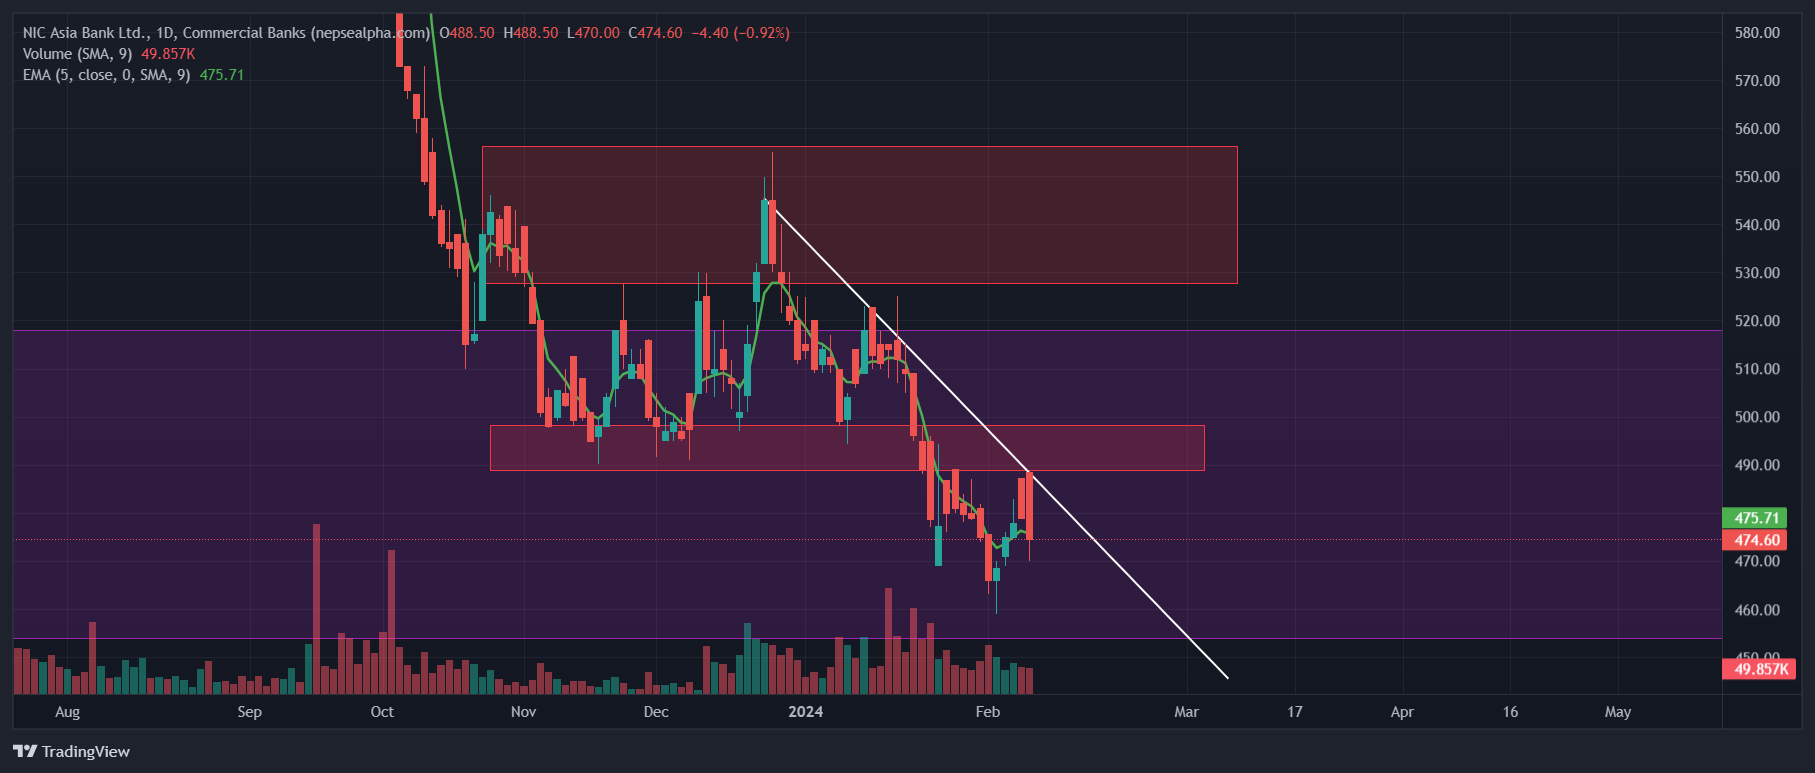 NIC Asia Bank Ltd., 1D, Commercial Banks (nepsealpha.com) O488.50 H488.50 L470.00 C474.60 −4.40 (−0.92%)
Volume (SMA, 9) 49.857K
EMA (5, close, 0, SMA, 9) 475.71
580.00
570.00
560.00
550.00
540.00
530.00
520.00
510.00
500.00
490.00
475.71
474.60
470.00
460.00
450.00
49.857K
Aug Sep Oct Nov Dec 2024 Feb Mar 17 Apr 16 May
TradingView